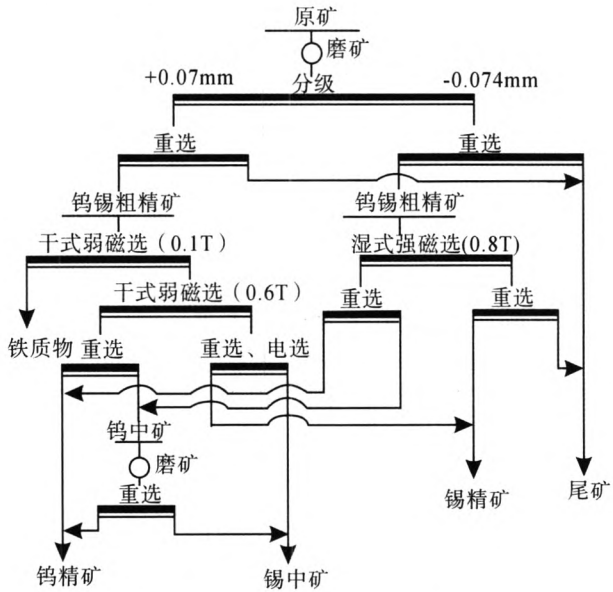 原矿
磨矿
+0.07mm
分级
-0.074mm
重选
重选
钨锡粗精矿
钨锡粗精矿
干式弱磁选（0.1T）
湿式强磁选(0.8T)
干式弱磁选（0.6T）
重选
重选
铁质物
重选
重选、电选
钨中矿
磨矿
重选
锡精矿
尾矿
钨精矿
锡中矿